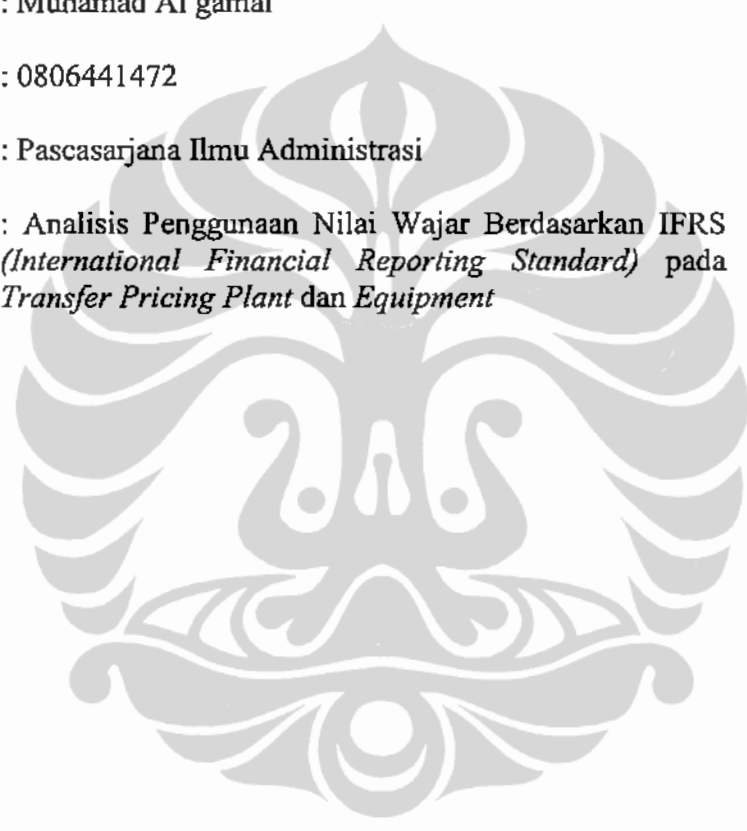 : Muhamad Al gamal
: 0806441472
: Pascasarjana Ilmu Administrasi
: Analisis Penggunaan Nilai Wajar Berdasarkan IFRS
(International Financial Reporting Standard) pada
Transfer Pricing Plant dan Equipment